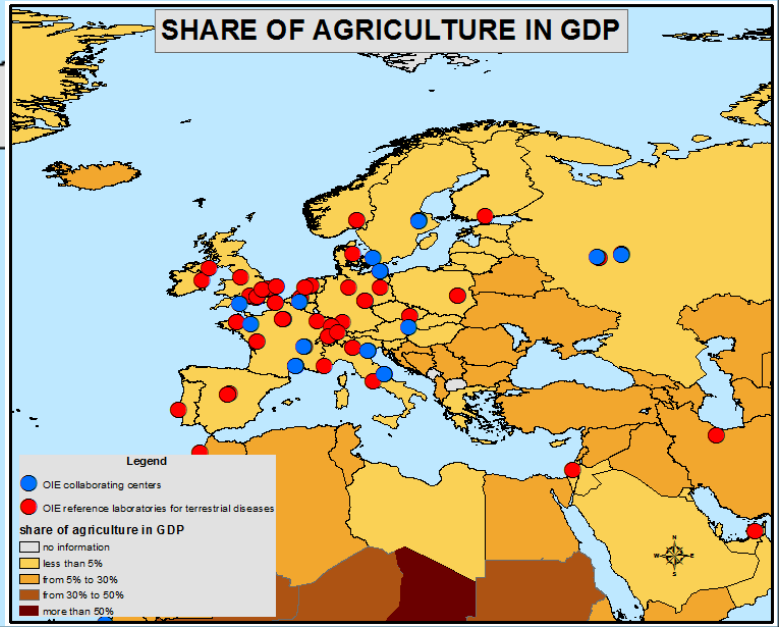 SHARE OF AGRICULTURE IN GDP
Legend
OIE collaborating centers
OIE reference laboratories for terrestrial diseases
share of agriculture in GDP
no information
less than 5%
from 5% to 30%
from 30% to 50%
more than 50%
N
W E
S